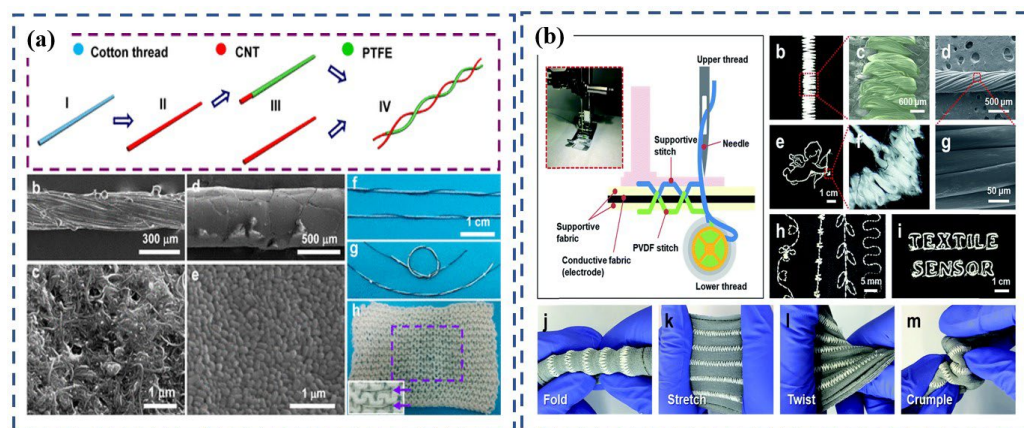 (a)
Cotton thread
CNT
PTFE
I
II
III
IV
b
300 µm
d
500 µm
f
1 cm
g
c
1 µm
e
1 µm
h
(b)
Upper thread
Supportive
stitch
Needle
Supportive
fabric
PVDF stitch
Conductive fabric
(electrode)
Lower thread
b
c
600 µm
d
500 µm
e
1 cm
f
g
50 µm
h
5 mm
i
TEXTILE
SENSOR
1 cm
j
Fold
k
Stretch
l
Twist
m
Crumple